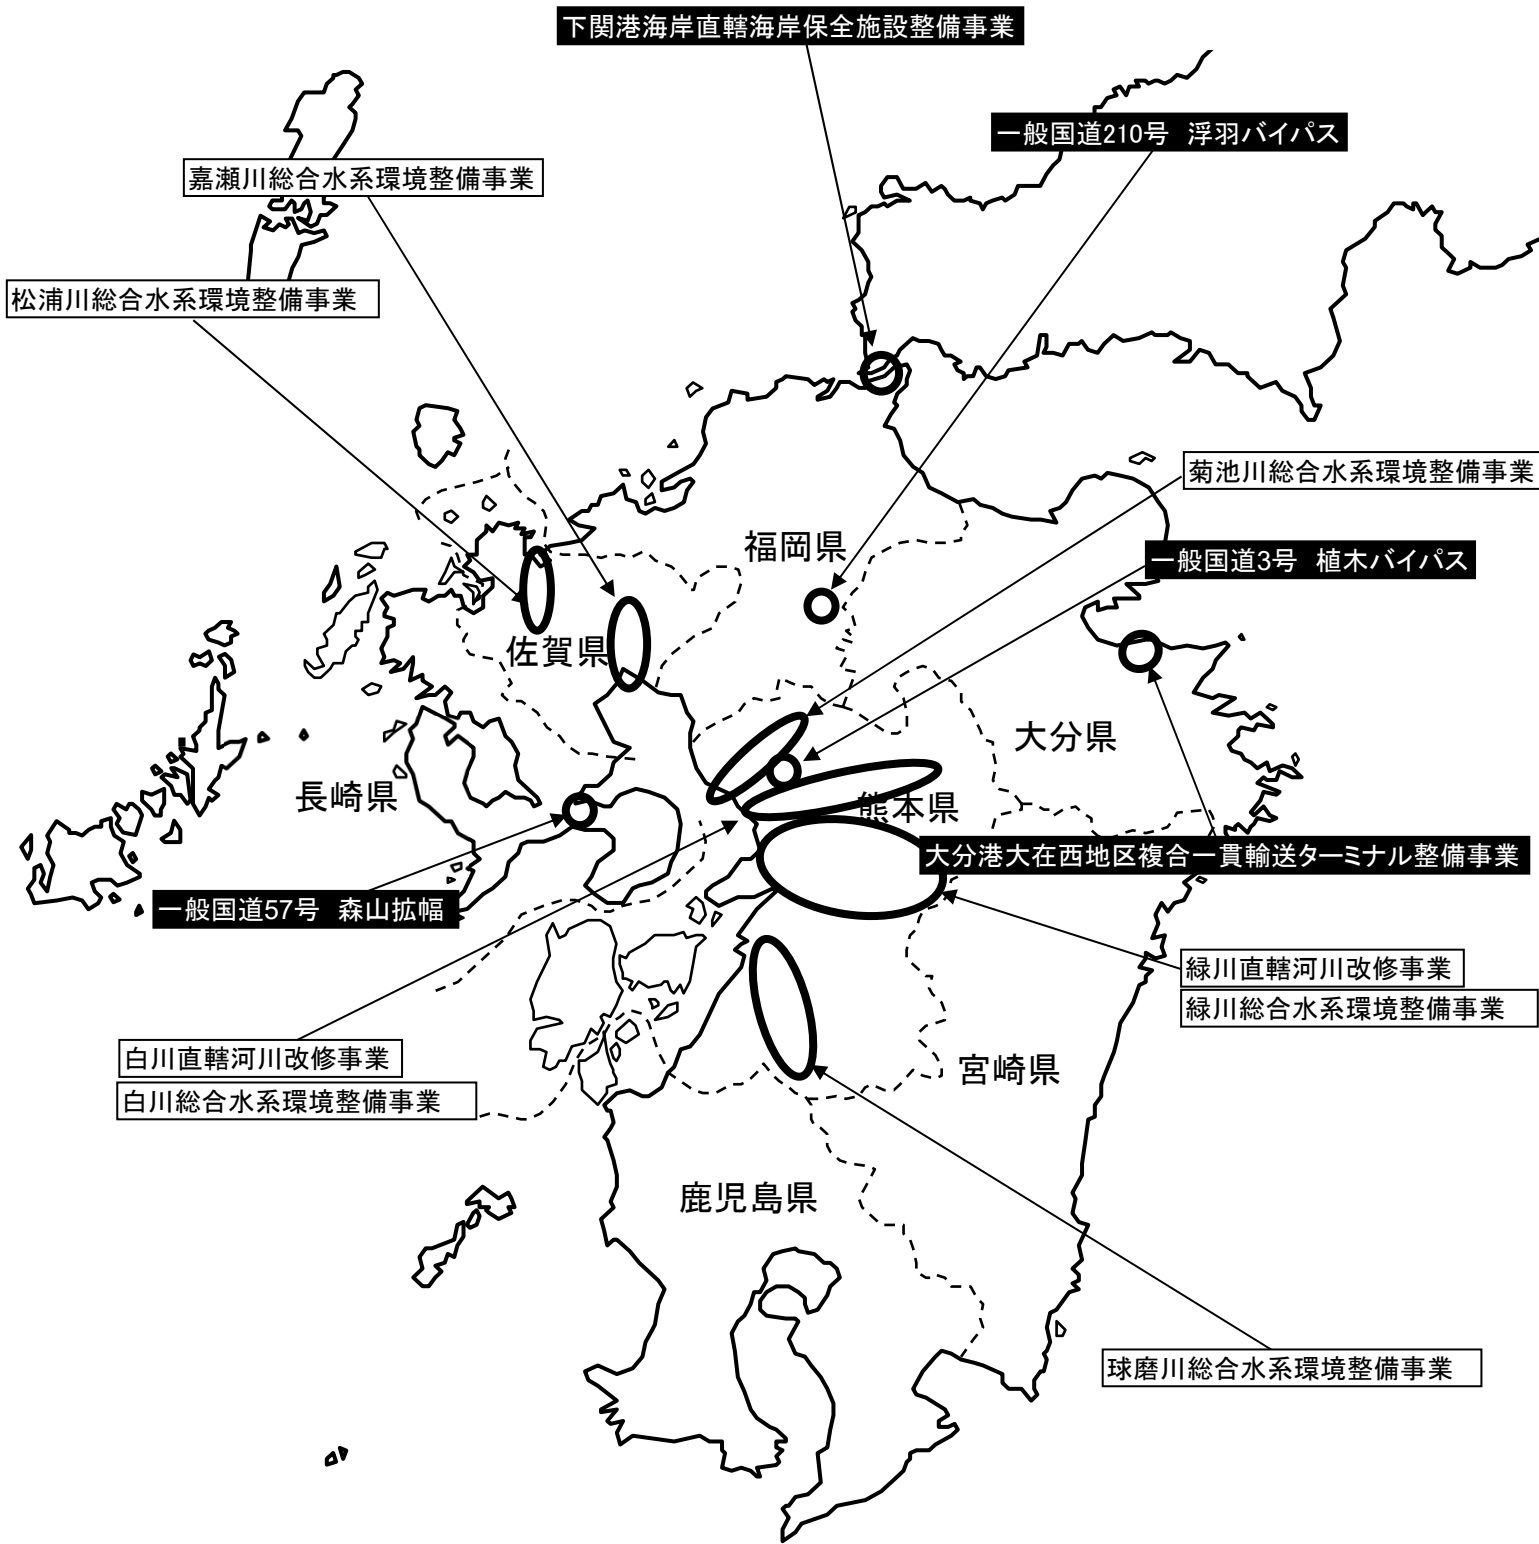 下関港海岸直轄海岸保全施設整備事業
一般国道210号　浮羽バイパス
嘉瀬川総合水系環境整備事業
松浦川総合水系環境整備事業
菊池川総合水系環境整備事業
福岡県
一般国道3号　植木バイパス
佐賀県
大分県
長崎県
熊本県
大分港大在西地区複合一貫輸送ターミナル整備事業
一般国道57号　森山拡幅
緑川直轄河川改修事業
緑川総合水系環境整備事業
白川直轄河川改修事業
白川総合水系環境整備事業
宮崎県
鹿児島県
球磨川総合水系環境整備事業